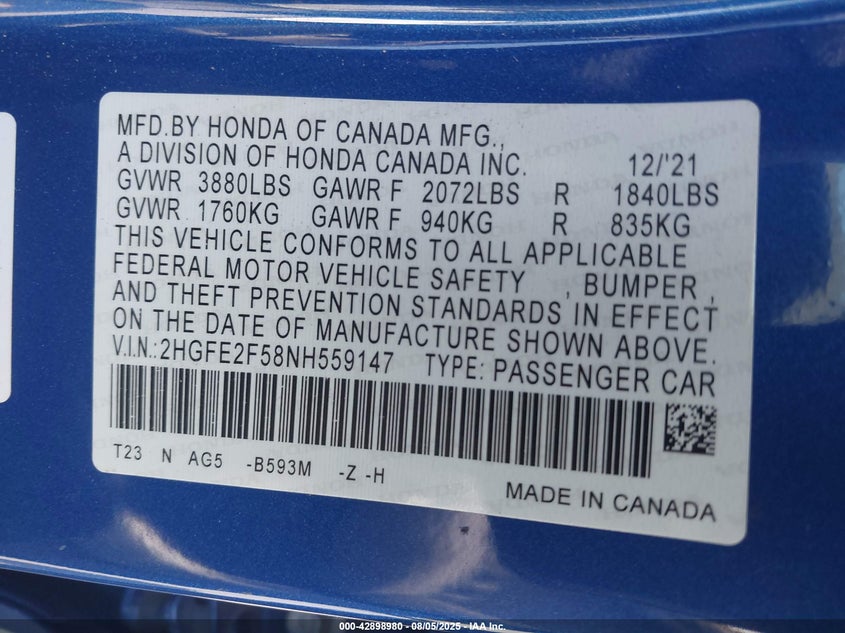 MFD.BY HONDA OF CANADA MFG.,
A DIVISION OF HONDA CANADA INC. 12/'21
GVWR 3880LBS GAWR F 2072LBS R 1840LBS
GVWR 1760KG GAWR F 940KG R 835KG
THIS VEHICLE CONFORMS TO ALL APPLICABLE
FEDERAL MOTOR VEHICLE SAFETY , BUMPER ,
AND THEFT PREVENTION STANDARDS IN EFFECT
ON THE DATE OF MANUFACTURE SHOWN ABOVE.
V.I.N.:2HGFE2F58NH559147 TYPE: PASSENGER CAR
T23 N AG5 -B593M -Z -H
MADE IN CANADA
000-42898980 - 08/05/2025 - IAA Inc.